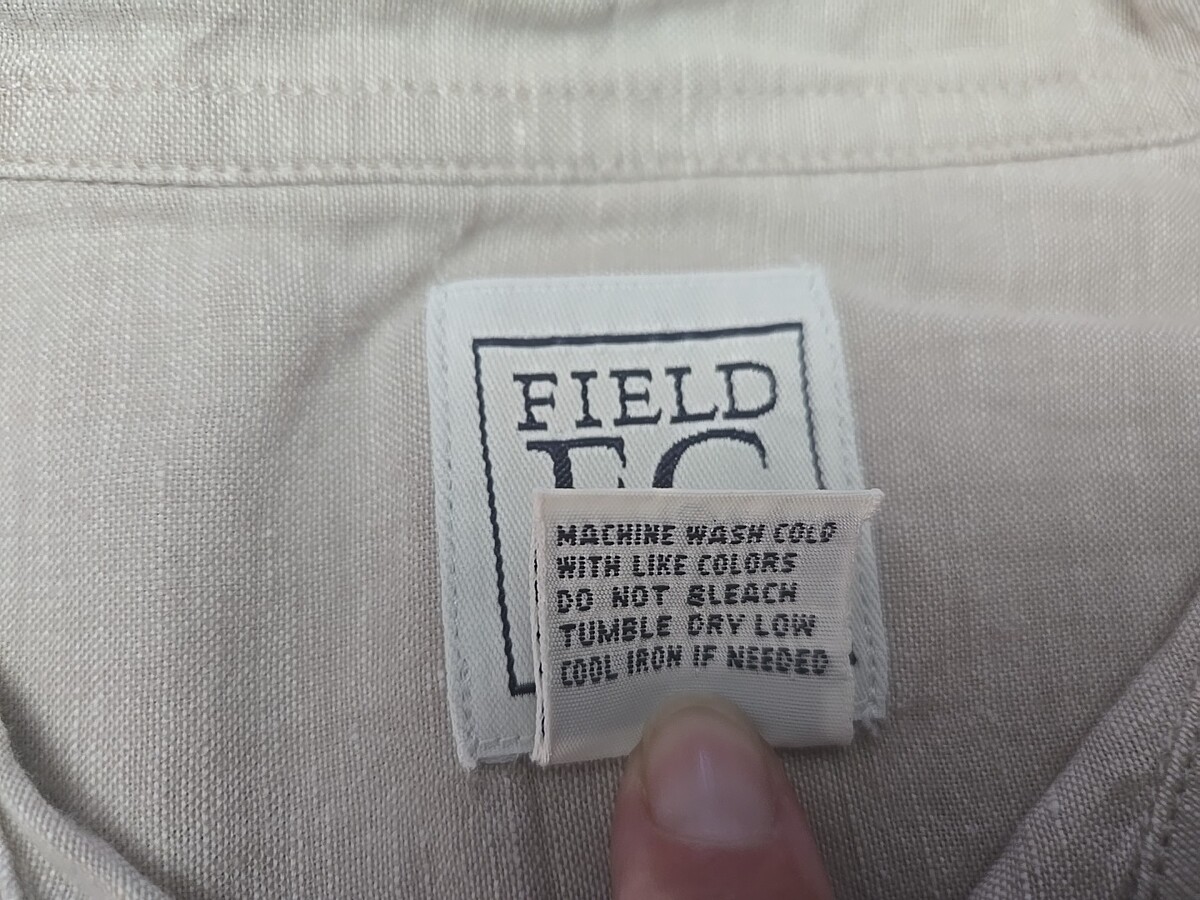 FIELD
MACHINE WASH COLD
WITH LIKE COLORS
DO NOT BLEACH
TUMBLE DRY LOW
COOL IRON IF NEEDED